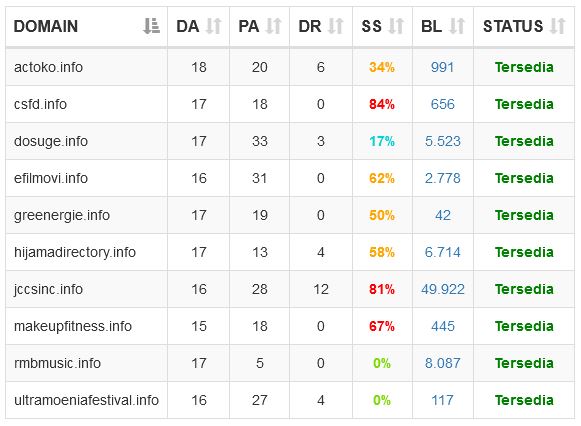 DOMAIN DA PA DR SS BL STATUS
actoko.info 18 20 6 34% 991 Tersedia
csfd.info 17 18 0 84% 656 Tersedia
dosuge.info 17 33 3 17% 5.523 Tersedia
efilmovi.info 16 31 0 62% 2.778 Tersedia
greenergie.info 17 19 0 50% 42 Tersedia
hijamadirectory.info 17 13 4 58% 6.714 Tersedia
jccsinc.info 16 28 12 81% 49.922 Tersedia
makeupfitness.info 15 18 0 67% 445 Tersedia
rmbmusic.info 17 5 0 0% 8.087 Tersedia
ultramoeniafestival.info 16 27 4 0% 117 Tersedia